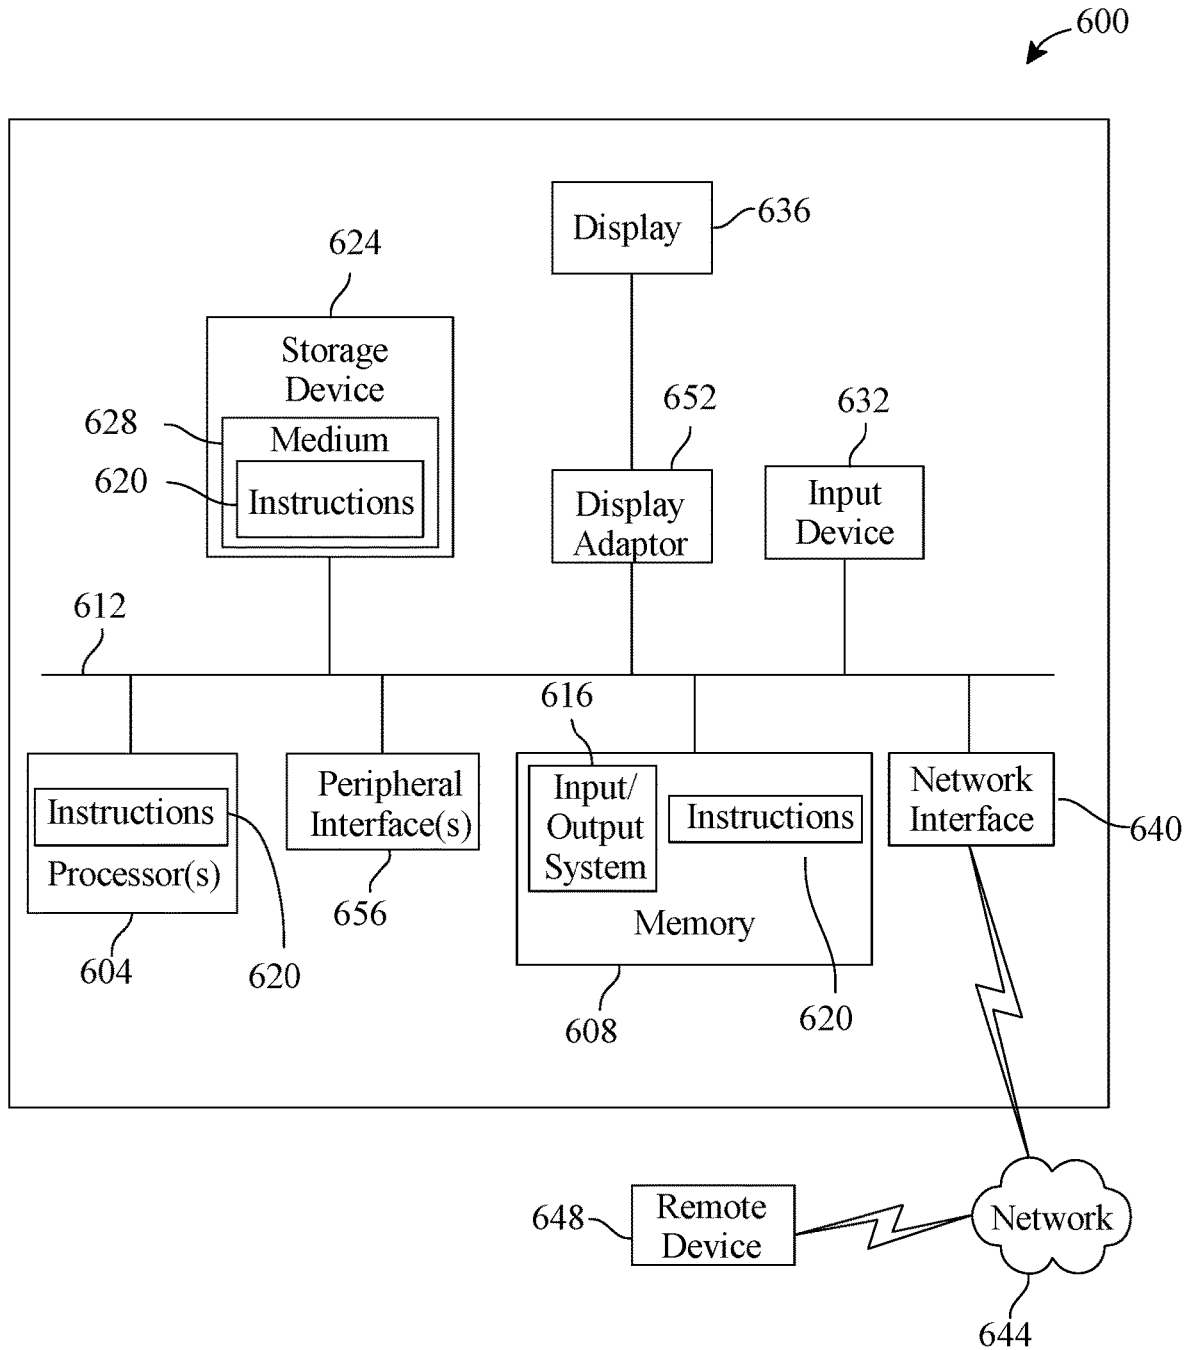 600
Display
636
624
Storage
Device
652
632
628
Medium
620
Instructions
Display
Adaptor
Input
Device
612
616
Instructions
Processor(s)
Peripheral
Interface(s)
Input/
Output
System
Instructions
Memory
Network
Interface
640
656
604
620
608
620
648
Remote
Device
Network
644